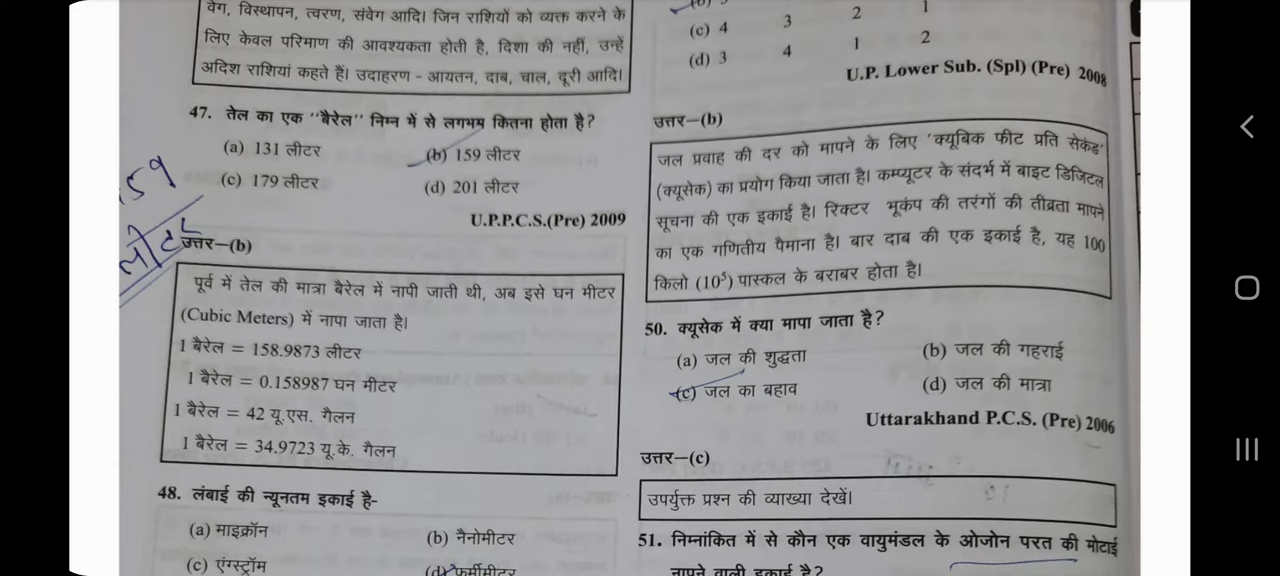 वेग, विस्थापन, त्वरण, संवेग आदि। जिन राशियों को व्यक्त करने के
लिए केवल परिमाण की आवश्यकता होती है, दिशा की नहीं, उन्हें
अदिश राशियां कहते हैं। उदाहरण - आयतन, दाब, चाल, दूरी आदि।
47. तेल का एक "बैरेल" निम्न में से लगभग कितना होता है?
(a) 131 लीटर (b) 159 लीटर
(c) 179 लीटर (d) 201 लीटर
U.P.P.C.S.(Pre) 2009
159
लीटर
उत्तर–(b)
पूर्व में तेल की मात्रा बैरेल में नापी जाती थी, अब इसे घन मीटर
(Cubic Meters) में नापा जाता है।
1 बैरेल = 158.9873 लीटर
1 बैरेल = 0.158987 घन मीटर
1 बैरेल = 42 यू.एस. गैलन
1 बैरेल = 34.9723 यू.के. गैलन
48. लंबाई की न्यूनतम इकाई है-
(a) माइक्रॉन (b) नैनोमीटर
(c) एंग्स्ट्रॉम (d) फर्मीमीटर
(c) 4 3 2 1
(d) 3 4 1 2
U.P. Lower Sub. (Spl) (Pre) 2008
उत्तर–(b)
जल प्रवाह की दर को मापने के लिए 'क्यूबिक फीट प्रति सेकंड'
(क्यूसेक) का प्रयोग किया जाता है। कम्प्यूटर के संदर्भ में बाइट डिजिटल
सूचना की एक इकाई है। रिक्टर भूकंप की तरंगों की तीव्रता मापने
का एक गणितीय पैमाना है। बार दाब की एक इकाई है, यह 100
किलो (10⁵) पास्कल के बराबर होता है।
50. क्यूसेक में क्या मापा जाता है?
(a) जल की शुद्धता (b) जल की गहराई
(c) जल का बहाव (d) जल की मात्रा
Uttarakhand P.C.S. (Pre) 2006
उत्तर–(c)
उपर्युक्त प्रश्न की व्याख्या देखें।
51. निम्नांकित में से कौन एक वायुमंडल के ओजोन परत की मोटाई
नापने वाली इकाई है?